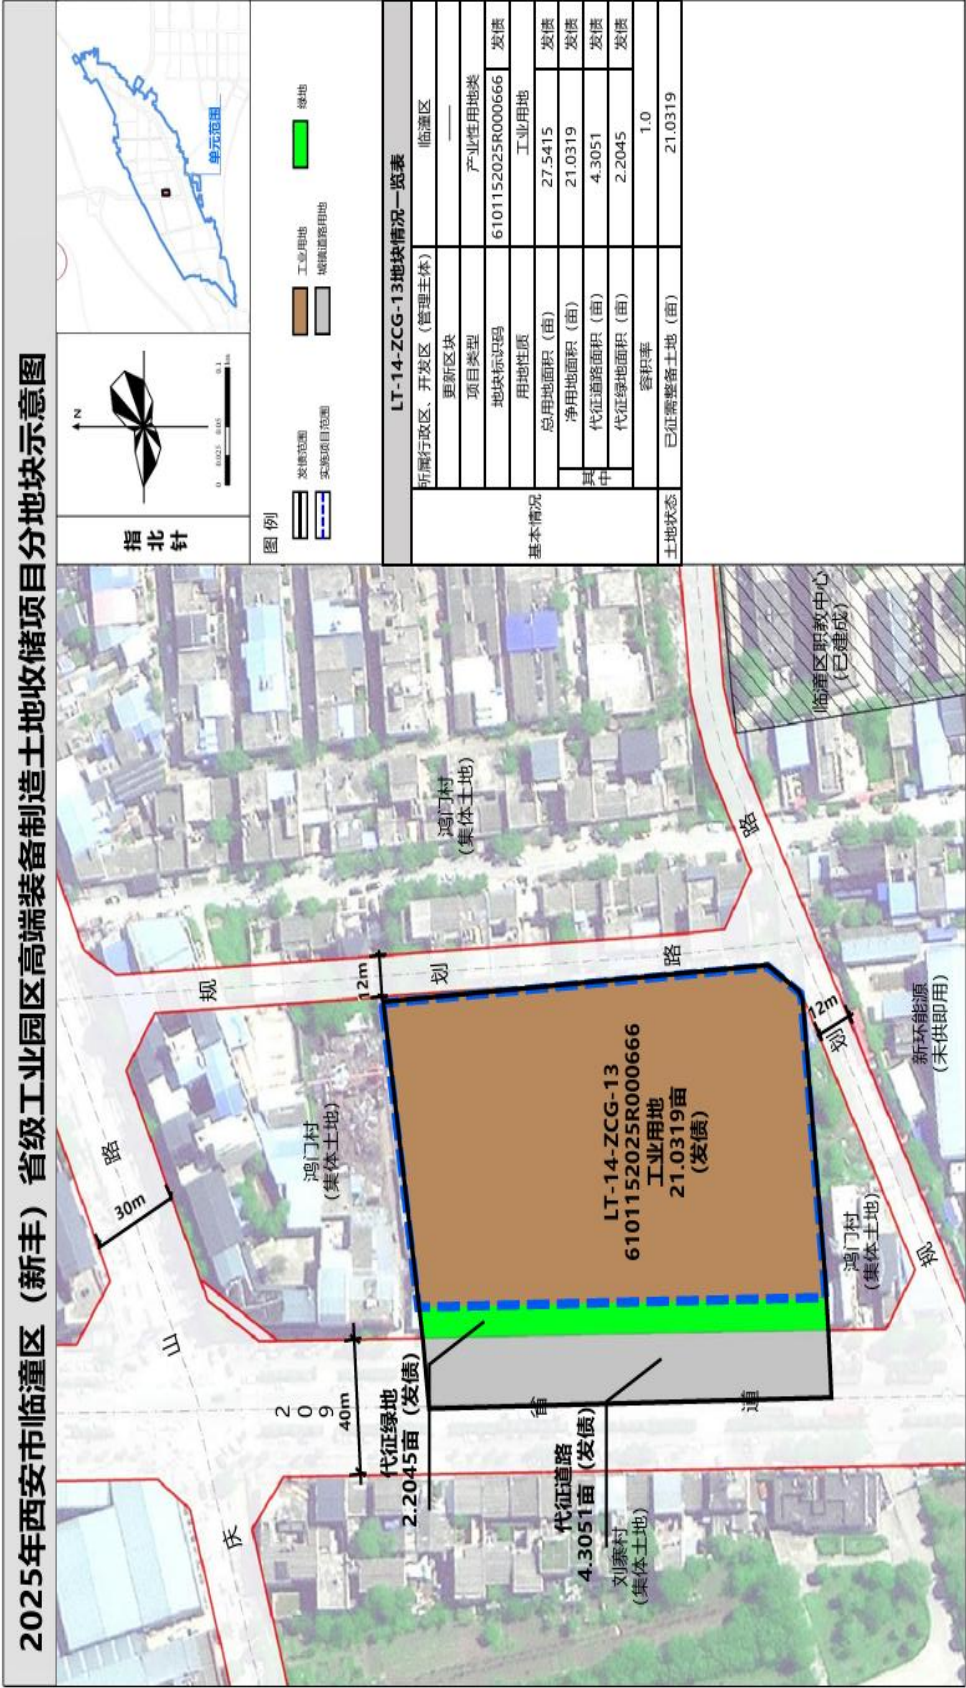 2025年西安市临潼区（新丰）省级工业园区高端装备制造土地收储项目分地块示意图
庆
山
路
30m
209
40m
省
道
规
划
路
12m
规
划
路
12m
鸿门村
(集体土地)
鸿门村
(集体土地)
鸿门村
(集体土地)
刘寨村
(集体土地)
临潼区职教中心
(已建成)
新环能源
(未供即用)
代征绿地
2.2045亩 (发债)
代征道路
4.3051亩 (发债)
LT-14-ZCG-13
6101152025R000666
工业用地
21.0319亩
(发债)
指北针
N
0 0.025 0.05 0.1
km
单元范围
图 例
发债范围
工业用地
绿地
实施项目范围
城镇道路用地
LT-14-ZCG-13地块情况一览表
基本情况
所属行政区、开发区（管理主体） 临潼区
更新区块 ——
项目类型 产业性用地类
地块标识码 6101152025R000666 发债
用地性质 工业用地
总用地面积（亩） 27.5415 发债
其中
净用地面积（亩） 21.0319 发债
代征道路面积（亩） 4.3051 发债
代征绿地面积（亩） 2.2045 发债
容积率 1.0
土地状态 已征需整备土地（亩） 21.0319